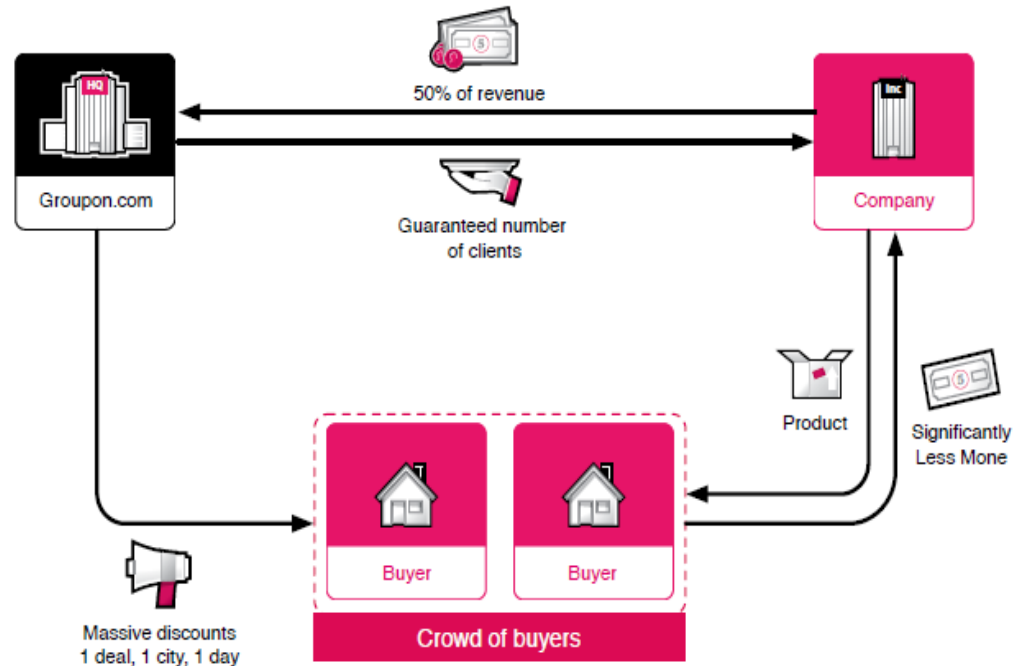 50% of revenue
HQ
Inc
Groupon.com
Company
Guaranteed number
of clients
Product
Significantly
Less Mone
Buyer
Buyer
Massive discounts
1 deal, 1 city, 1 day
Crowd of buyers